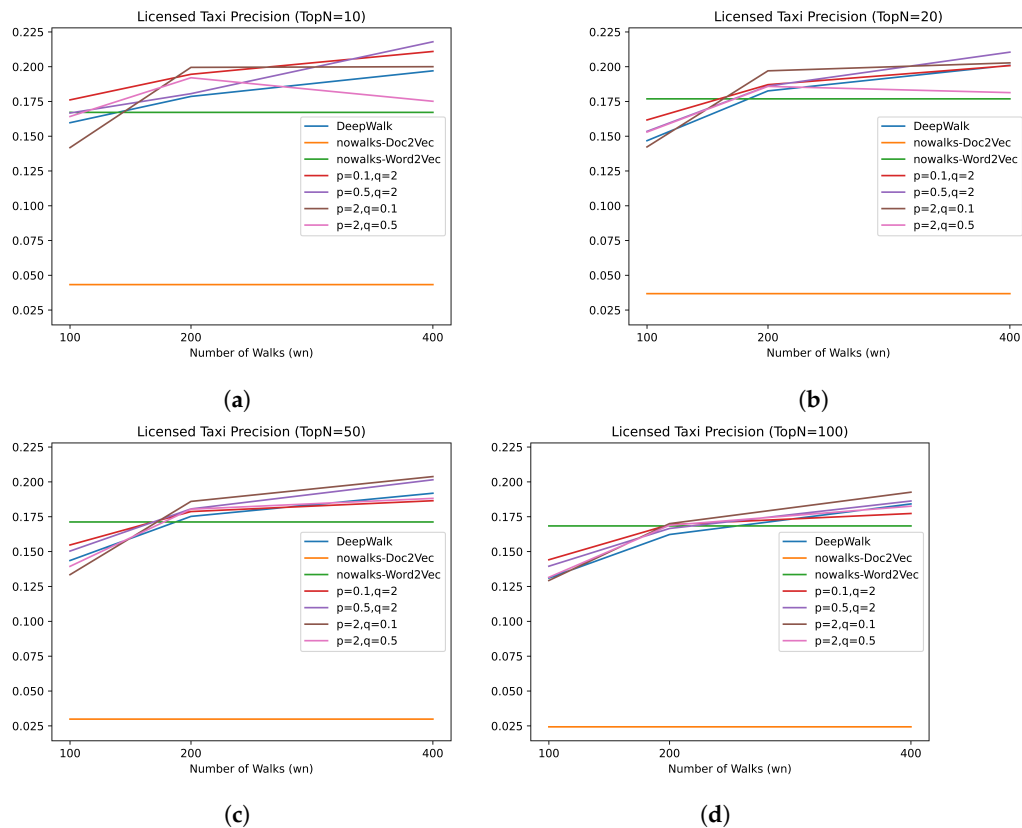 Licensed Taxi Precision (TopN=10)
0.225
0.200
0.175
0.150
0.125
0.100
0.075
0.050
0.025
DeepWalk
nowalks-Doc2Vec
nowalks-Word2Vec
p=0.1,q=2
p=0.5,q=2
p=2,q=0.1
p=2,q=0.5
100 200 400
Number of Walks (wn)
(a)
Licensed Taxi Precision (TopN=20)
0.225
0.200
0.175
0.150
0.125
0.100
0.075
0.050
0.025
DeepWalk
nowalks-Doc2Vec
nowalks-Word2Vec
p=0.1,q=2
p=0.5,q=2
p=2,q=0.1
p=2,q=0.5
100 200 400
Number of Walks (wn)
(b)
Licensed Taxi Precision (TopN=50)
0.225
0.200
0.175
0.150
0.125
0.100
0.075
0.050
0.025
DeepWalk
nowalks-Doc2Vec
nowalks-Word2Vec
p=0.1,q=2
p=0.5,q=2
p=2,q=0.1
p=2,q=0.5
100 200 400
Number of Walks (wn)
(c)
Licensed Taxi Precision (TopN=100)
0.225
0.200
0.175
0.150
0.125
0.100
0.075
0.050
0.025
DeepWalk
nowalks-Doc2Vec
nowalks-Word2Vec
p=0.1,q=2
p=0.5,q=2
p=2,q=0.1
p=2,q=0.5
100 200 400
Number of Walks (wn)
(d)